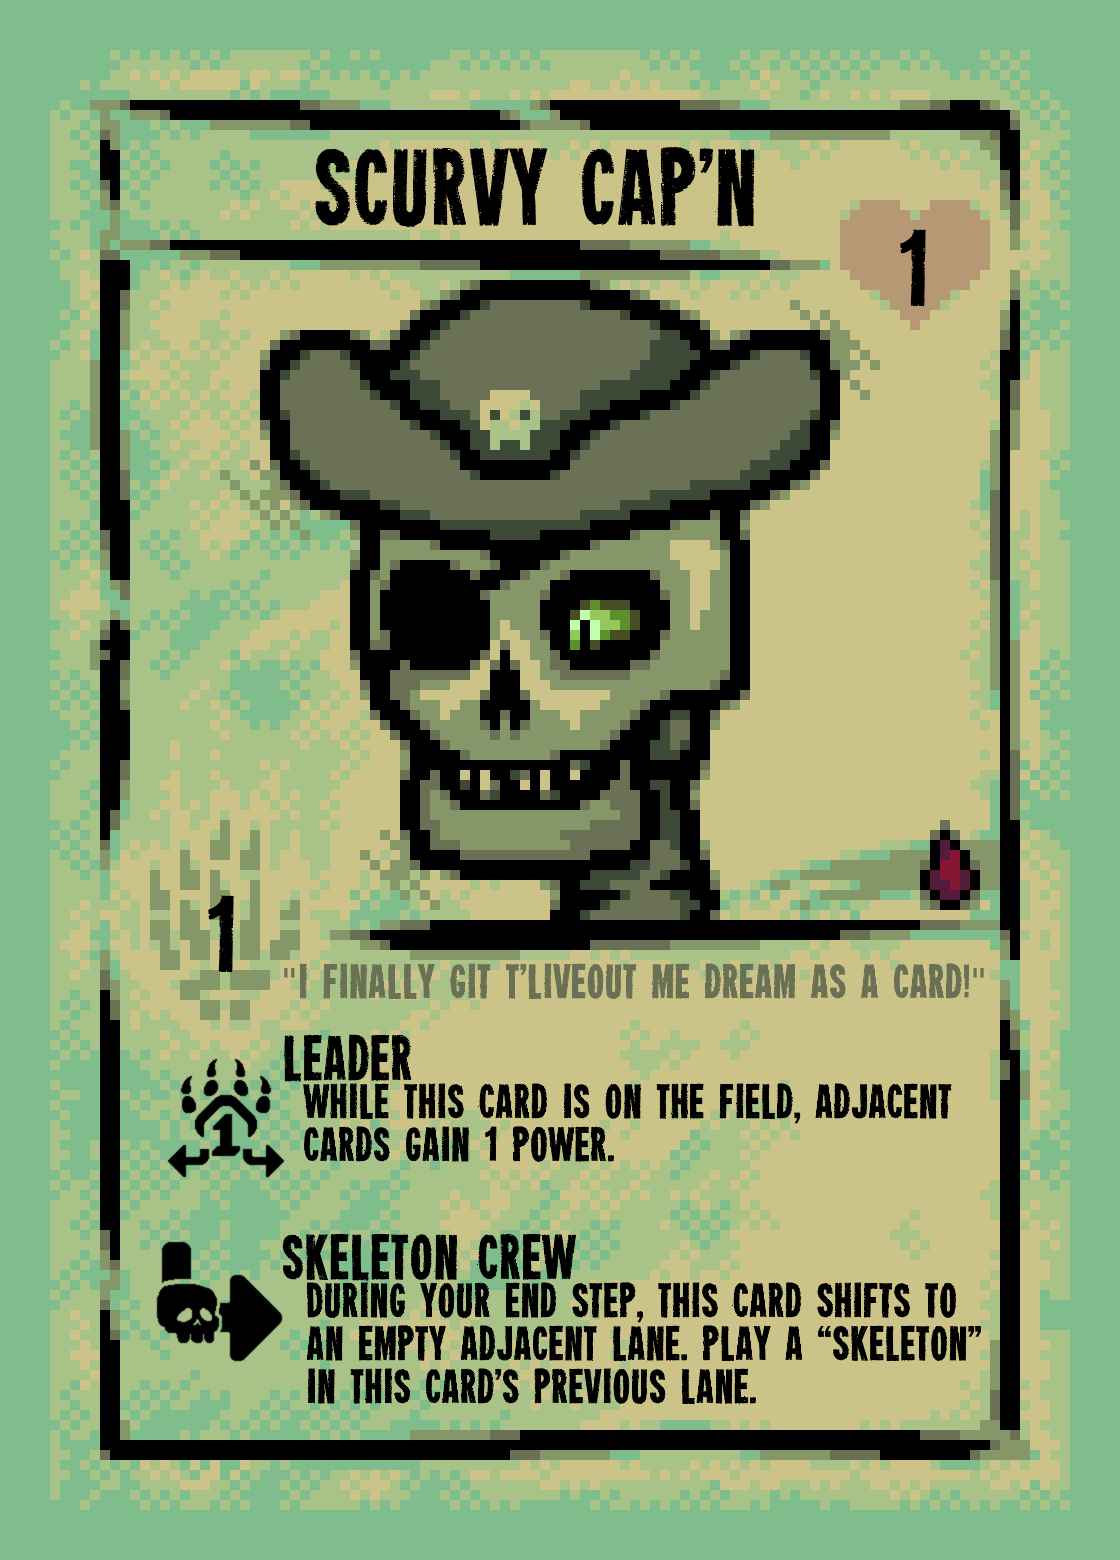 SCURVY CAP'N
1
1
"I FINALLY GIT T'LIVEOUT ME DREAM AS A CARD!"
LEADER
WHILE THIS CARD IS ON THE FIELD, ADJACENT
CARDS GAIN 1 POWER.
1
SKELETON CREW
DURING YOUR END STEP, THIS CARD SHIFTS TO
AN EMPTY ADJACENT LANE. PLAY A “SKELETON”
IN THIS CARD'S PREVIOUS LANE.